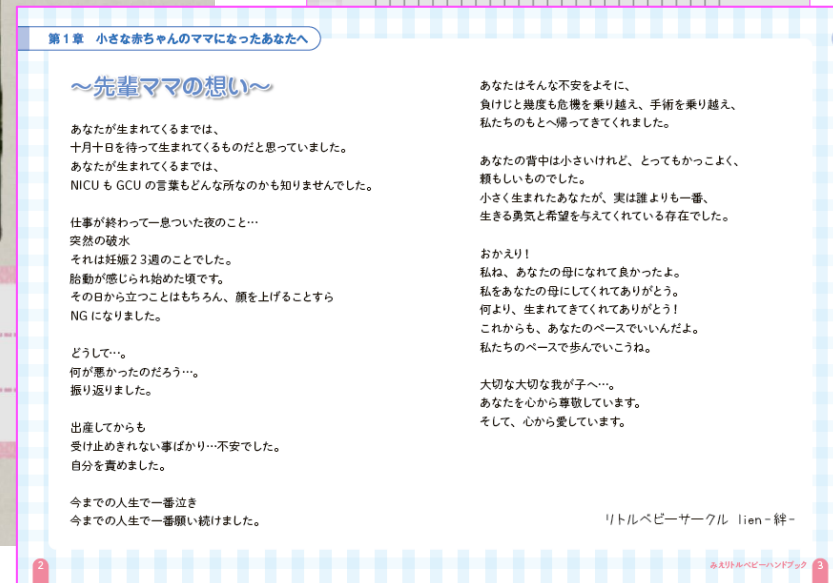 第1章 小さな赤ちゃんのママになったあなたへ
～先輩ママの想い～
あなたが生まれてくるまでは、
十月十日を待って生まれてくるものだと思っていました。
あなたが生まれてくるまでは、
NICU も GCU の言葉もどんな所なのかも知りませんでした。
仕事が終わって一息ついた夜のこと…
突然の破水
それは妊娠23週のことでした。
胎動が感じられ始めた頃です。
その日から立つことはもちろん、顔を上げることすら
NG になりました。
どうして…。
何が悪かったのだろう…。
振り返りました。
出産してからも
受け止めきれない事ばかり…不安でした。
自分を責めました。
今までの人生で一番泣き
今までの人生で一番願い続けました。
あなたはそんな不安をよそに、
負けじと幾度も危機を乗り越え、手術を乗り越え、
私たちのもとへ帰ってきてくれました。
あなたの背中は小さいけれど、とってもかっこよく、
頼もしいものでした。
小さく生まれたあなたが、実は誰よりも一番、
生きる勇気と希望を与えてくれている存在でした。
おかえり！
私ね、あなたの母になれて良かったよ。
私をあなたの母にしてくれてありがとう。
何より、生まれてきてくれてありがとう！
これからも、あなたのペースでいいんだよ。
私たちのペースで歩んでいこうね。
大切な大切な我が子へ…。
あなたを心から尊敬しています。
そして、心から愛しています。
リトルベビーサークル lien-絆-
2
みえリトルベビーハンドブック 3